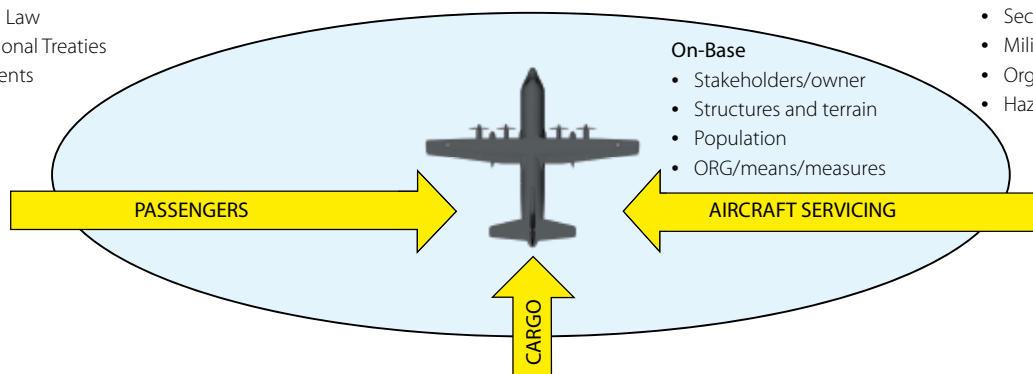 Law
onal Treaties
ents
On-Base
• Stakeholders/owner
• Structures and terrain
• Population
• ORG/means/measures
• Sec
• Mili
• Org
• Haz
PASSENGERS
AIRCRAFT SERVICING
CARGO